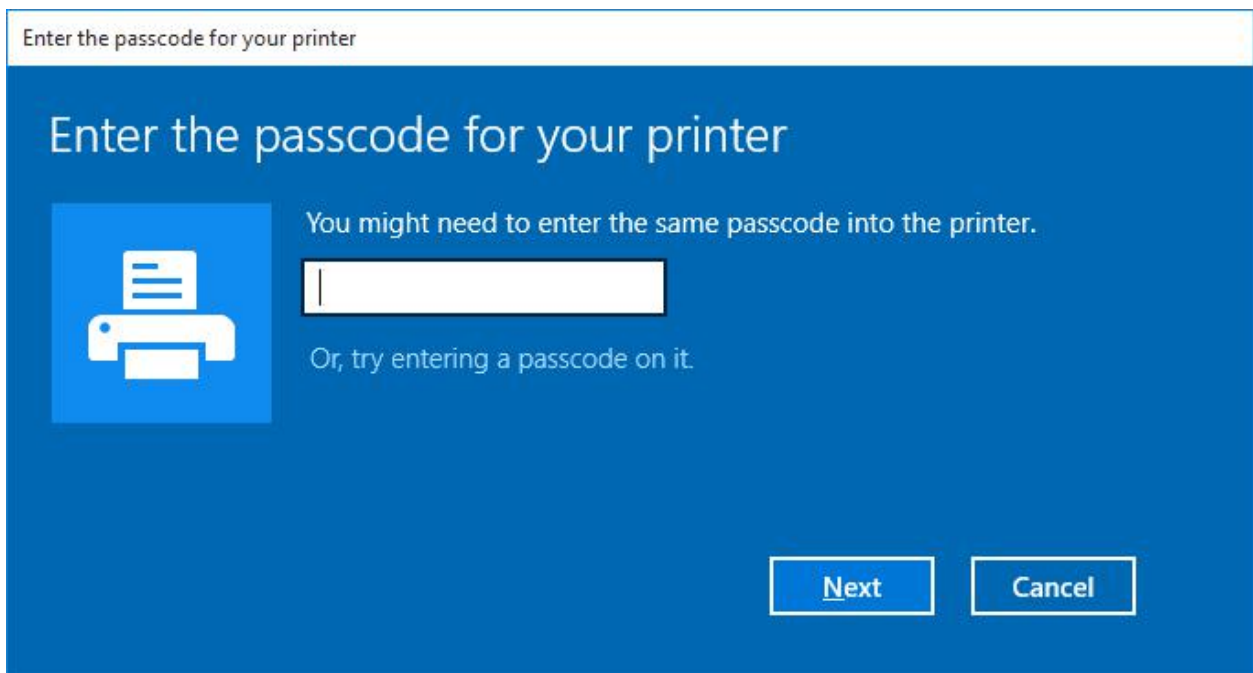 Enter the passcode for your printer
Enter the passcode for your printer
You might need to enter the same passcode into the printer.
Or, try entering a passcode on it.
Next
Cancel